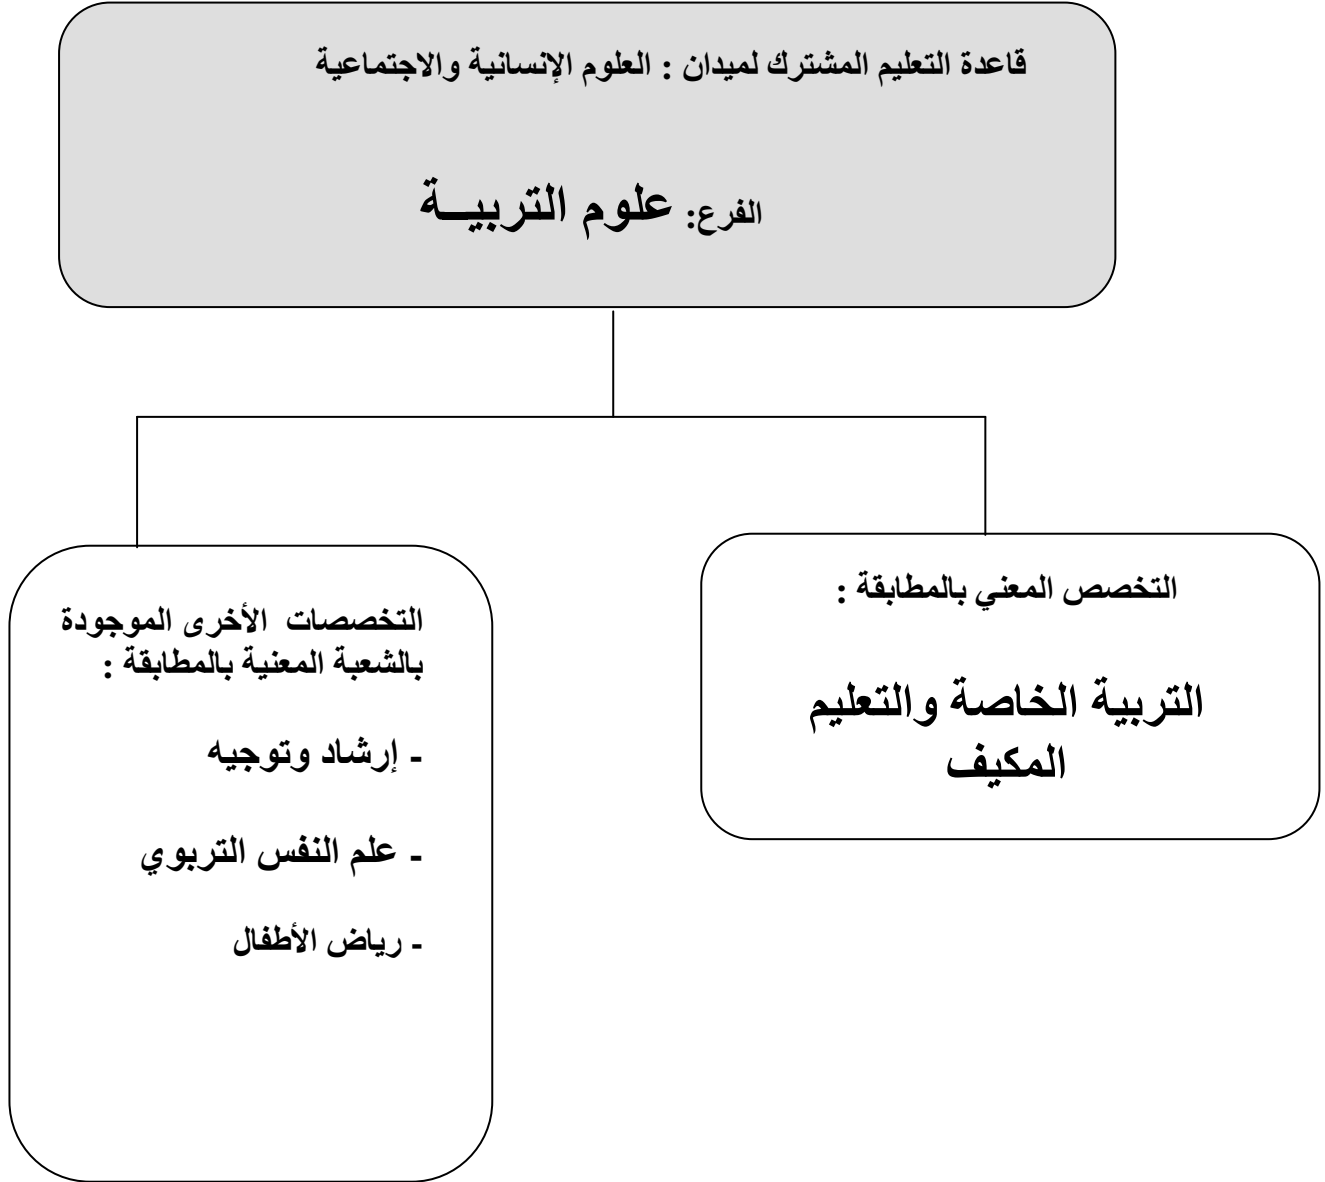 قاعدة التعليم المشترك لميدان : العلوم الإنسانية والاجتماعية
الفرع: علوم التربيــة
التخصص المعني بالمطابقة :
التربية الخاصة والتعليم
المكيف
التخصصات الأخرى الموجودة
بالشعبة المعنية بالمطابقة :
- إرشاد وتوجيه
- علم النفس التربوي
- رياض الأطفال